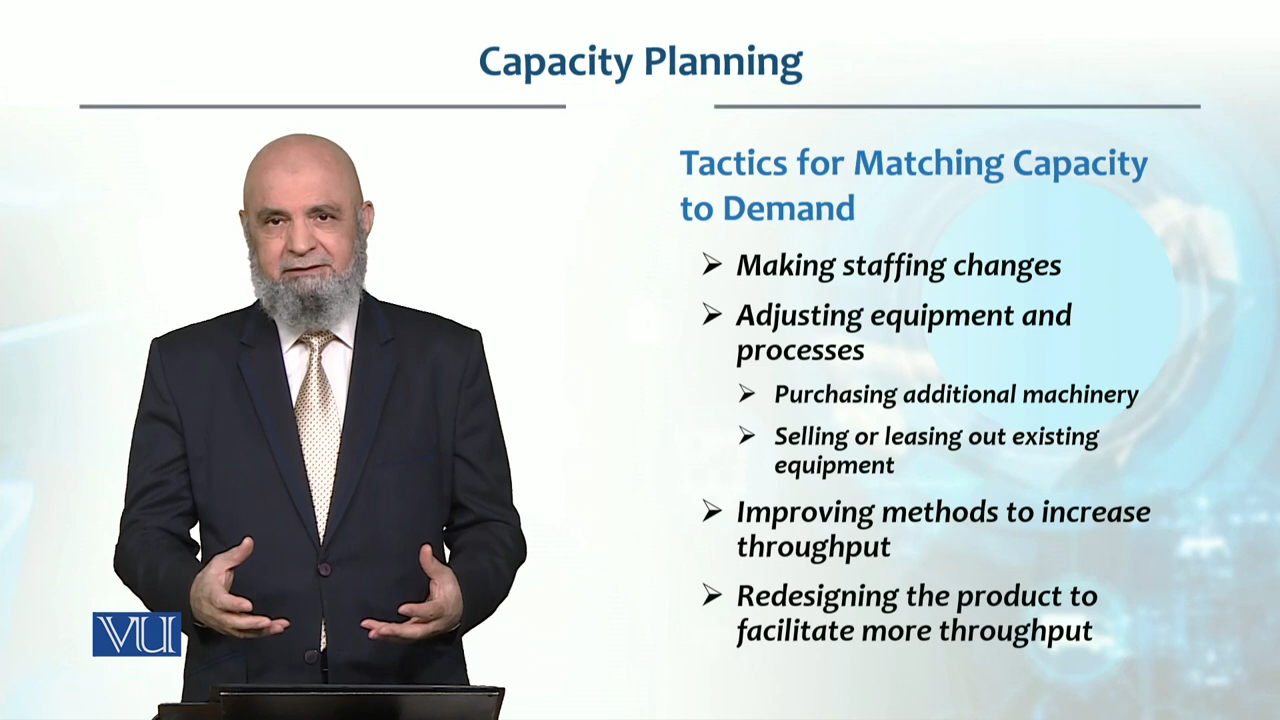 Capacity Planning
Tactics for Matching Capacity
to Demand
Making staffing changes
Adjusting equipment and
processes
Purchasing additional machinery
Selling or leasing out existing
equipment
Improving methods to increase
throughput
Redesigning the product to
facilitate more throughput
VU